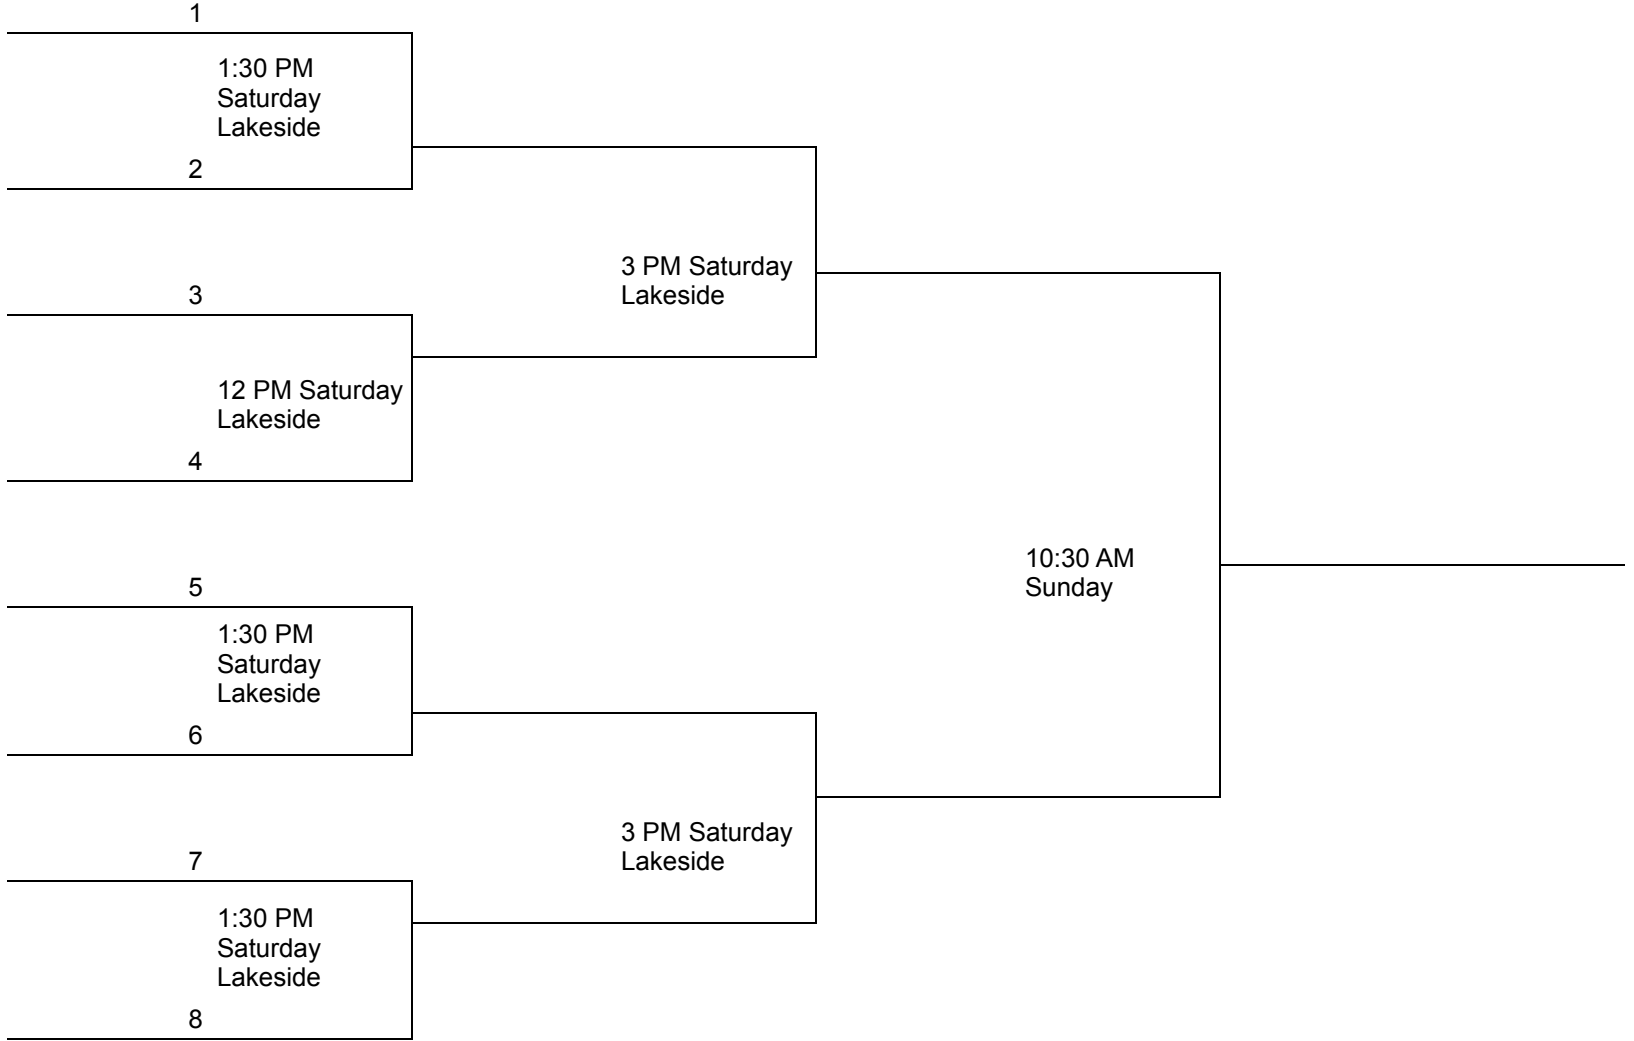 1
1:30 PM
Saturday
Lakeside
2
3 PM Saturday
Lakeside
3
12 PM Saturday
Lakeside
4
10:30 AM
Sunday
5
1:30 PM
Saturday
Lakeside
6
3 PM Saturday
Lakeside
7
1:30 PM
Saturday
Lakeside
8